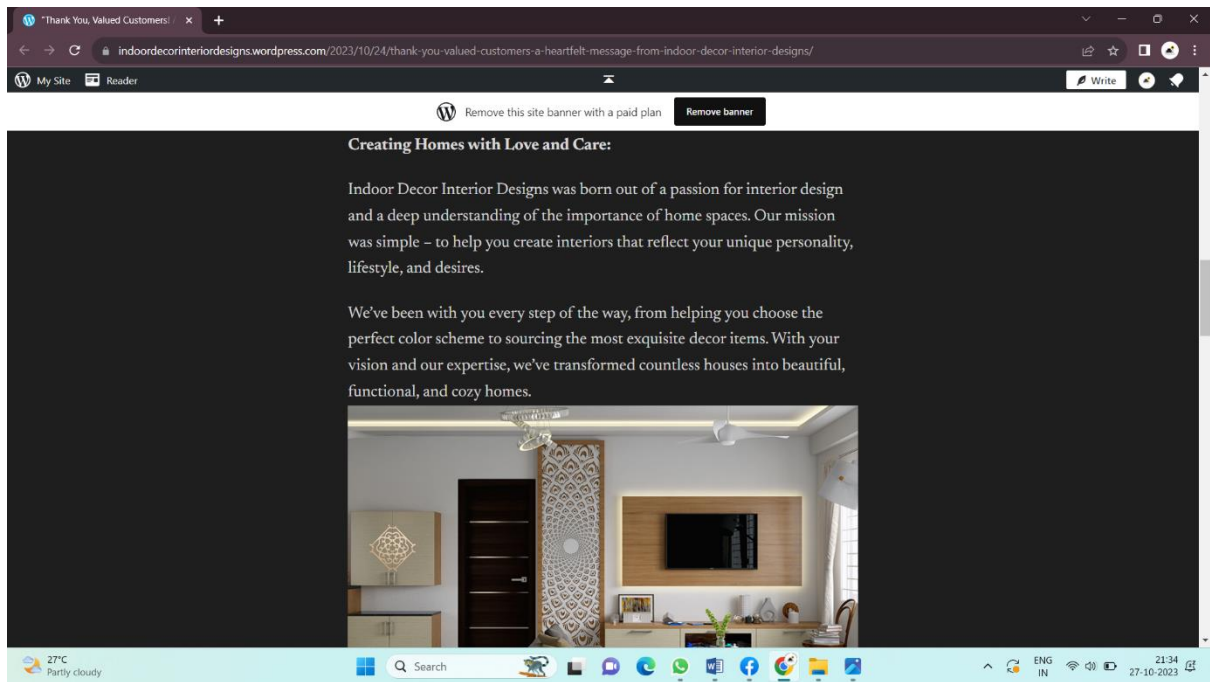 "Thank You, Valued Customers! /
indoordecorinteriordesigns.wordpress.com/2023/10/24/thank-you-valued-customers-a-heartfelt-message-from-indoor-decor-interior-designs/
My Site Reader Write
Remove this site banner with a paid plan Remove banner
Creating Homes with Love and Care:
Indoor Decor Interior Designs was born out of a passion for interior design
and a deep understanding of the importance of home spaces. Our mission
was simple – to help you create interiors that reflect your unique personality,
lifestyle, and desires.
We've been with you every step of the way, from helping you choose the
perfect color scheme to sourcing the most exquisite decor items. With your
vision and our expertise, we've transformed countless houses into beautiful,
functional, and cozy homes.
27°C
Partly cloudy
Search
ENG
IN
21:34
27-10-2023